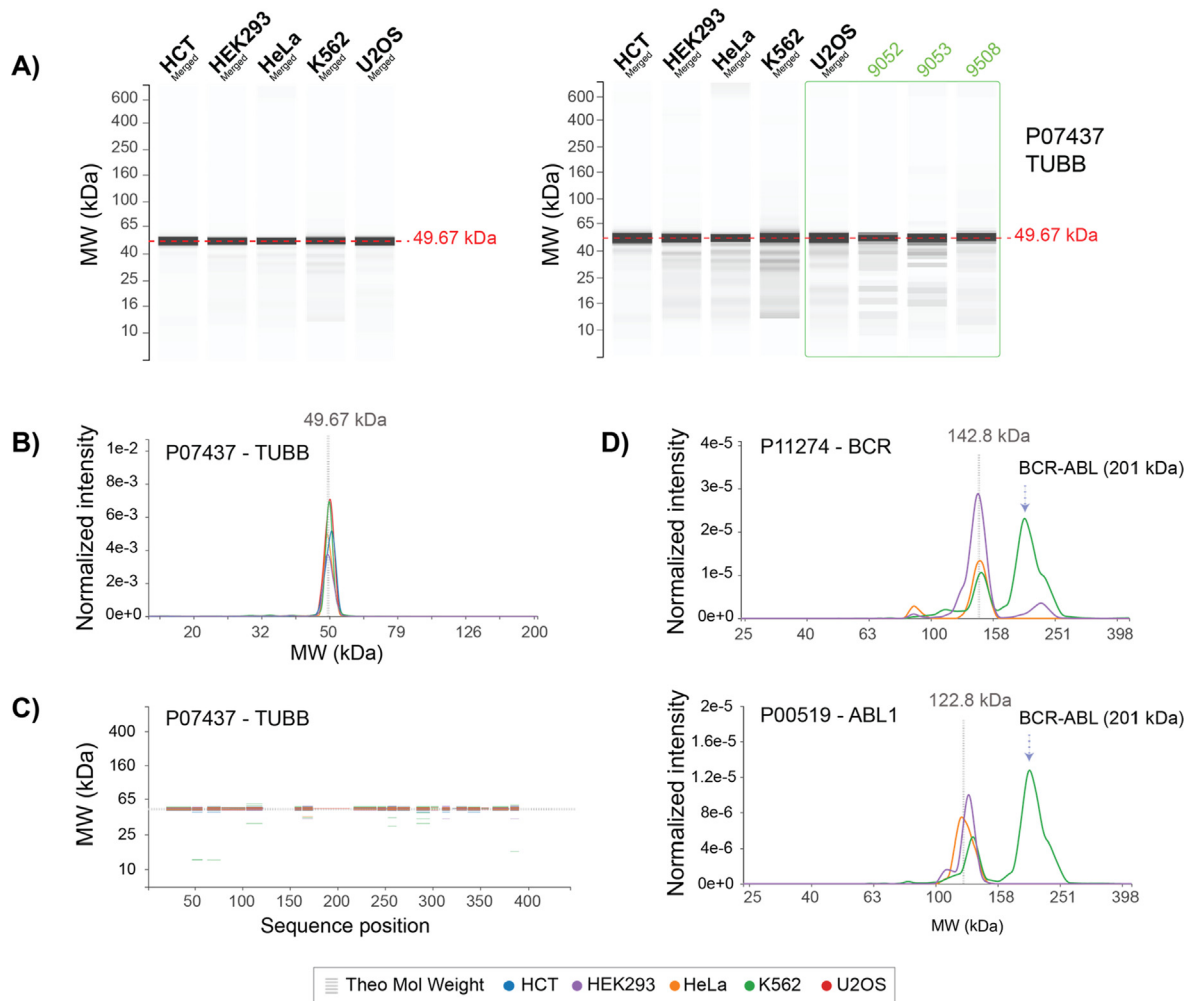 A)
HCT Merged
HEK293 Merged
HeLa Merged
K562 Merged
U2OS Merged
MW (kDa)
600
400
250
160
100
65
40
25
16
10
49.67 kDa
HCT Merged
HEK293 Merged
HeLa Merged
K562 Merged
U2OS Merged
9052
9053
9508
MW (kDa)
600
400
250
160
100
65
40
25
16
10
49.67 kDa
P07437
TUBB
B)
49.67 kDa
P07437 - TUBB
Normalized intensity
1e-2
8e-3
6e-3
4e-3
2e-3
0e+0
20 32 50 79 126 200
MW (kDa)
C)
P07437 - TUBB
MW (kDa)
400
160
65
25
10
50 100 150 200 250 300 350 400
Sequence position
D)
P11274 - BCR
142.8 kDa
BCR-ABL (201 kDa)
Normalized intensity
4e-5
3e-5
2e-5
1e-5
0e+0
25 40 63 100 158 251 398
P00519 - ABL1
122.8 kDa
BCR-ABL (201 kDa)
Normalized intensity
2e-5
1.6e-5
1.2e-5
8e-6
4e-6
0e+0
25 40 63 100 158 251 398
MW (kDa)
Theo Mol Weight HCT HEK293 HeLa K562 U2OS